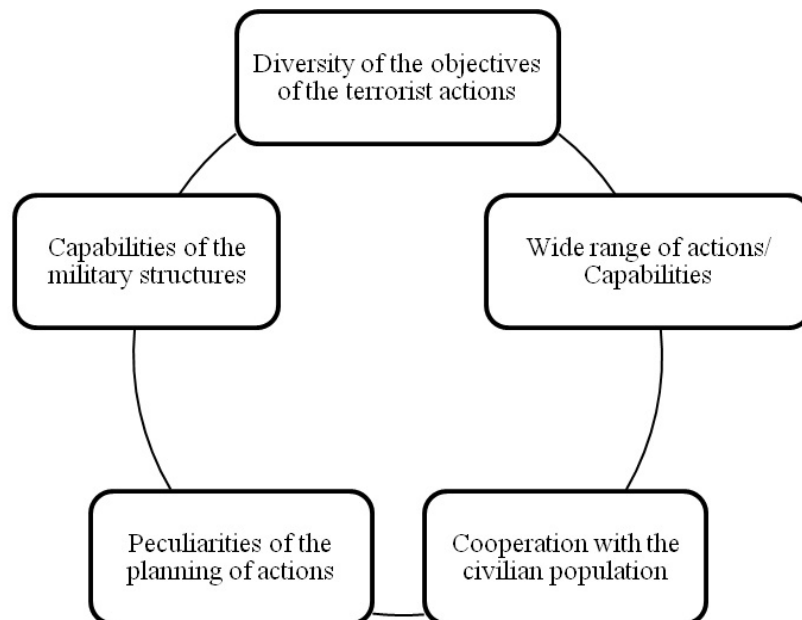 Diversity of the objectives
of the terrorist actions
Capabilities of the
military structures
Wide range of actions/
Capabilities
Peculiarities of the
planning of actions
Cooperation with the
civilian population